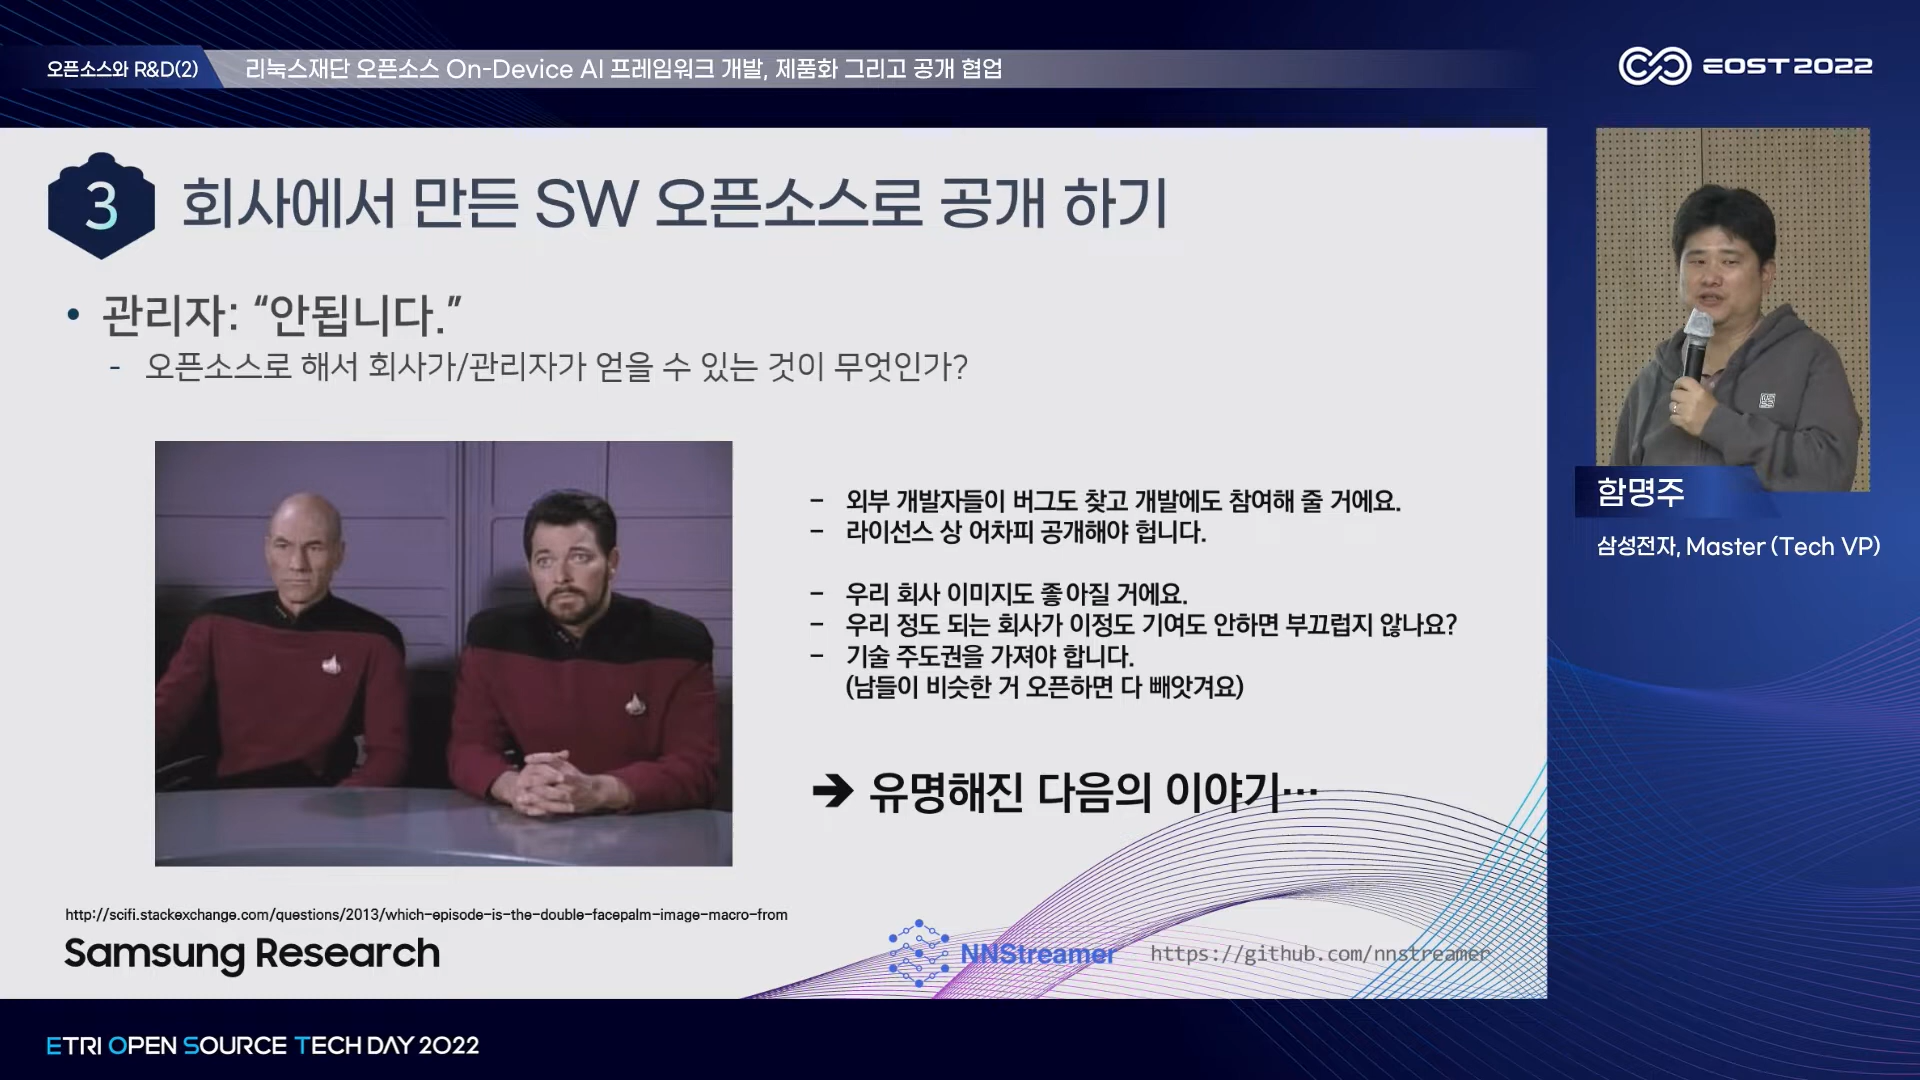 오픈소스와 R&D(2)
리눅스재단 오픈소스 On-Device AI 프레임워크 개발, 제품화 그리고 공개 협업
EOST2022
3
회사에서 만든 SW 오픈소스로 공개 하기
• 관리자: “안됩니다.”
- 오픈소스로 해서 회사가/관리자가 얻을 수 있는 것이 무엇인가?
- 외부 개발자들이 버그도 찾고 개발에도 참여해 줄 거에요.
- 라이선스 상 어차피 공개해야 헙니다.
- 우리 회사 이미지도 좋아질 거에요.
- 우리 정도 되는 회사가 이정도 기여도 안하면 부끄럽지 않나요?
- 기술 주도권을 가져야 합니다.
(남들이 비슷한 거 오픈하면 다 빼앗겨요)
➔ 유명해진 다음의 이야기…
http://scifi.stackexchange.com/questions/2013/which-episode-is-the-double-facepalm-image-macro-from
Samsung Research
NNStreamer
https://github.com/nnstreamer
함명주
삼성전자, Master (Tech VP)
ETRI OPEN SOURCE TECH DAY 2022